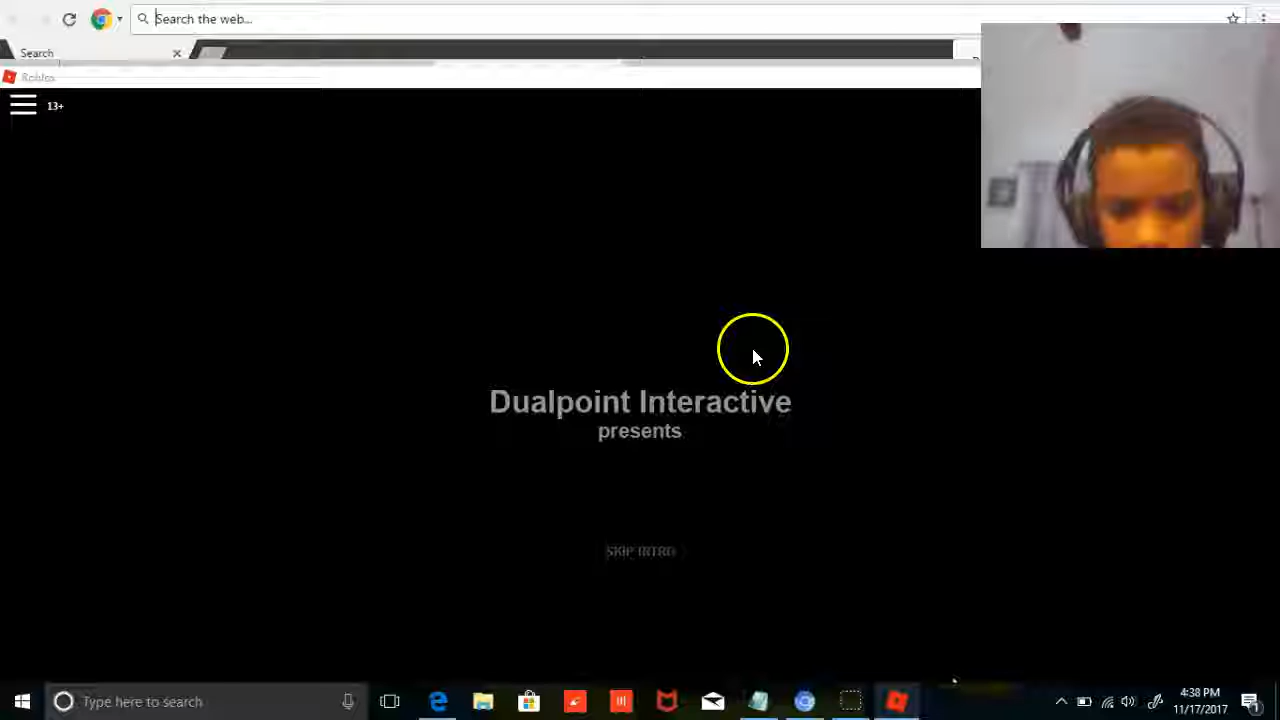 Search the web...
Search
Roblox
13+
Dualpoint Interactive
presents
SKIP INTRO
Type here to search
4:38 PM
11/17/2017